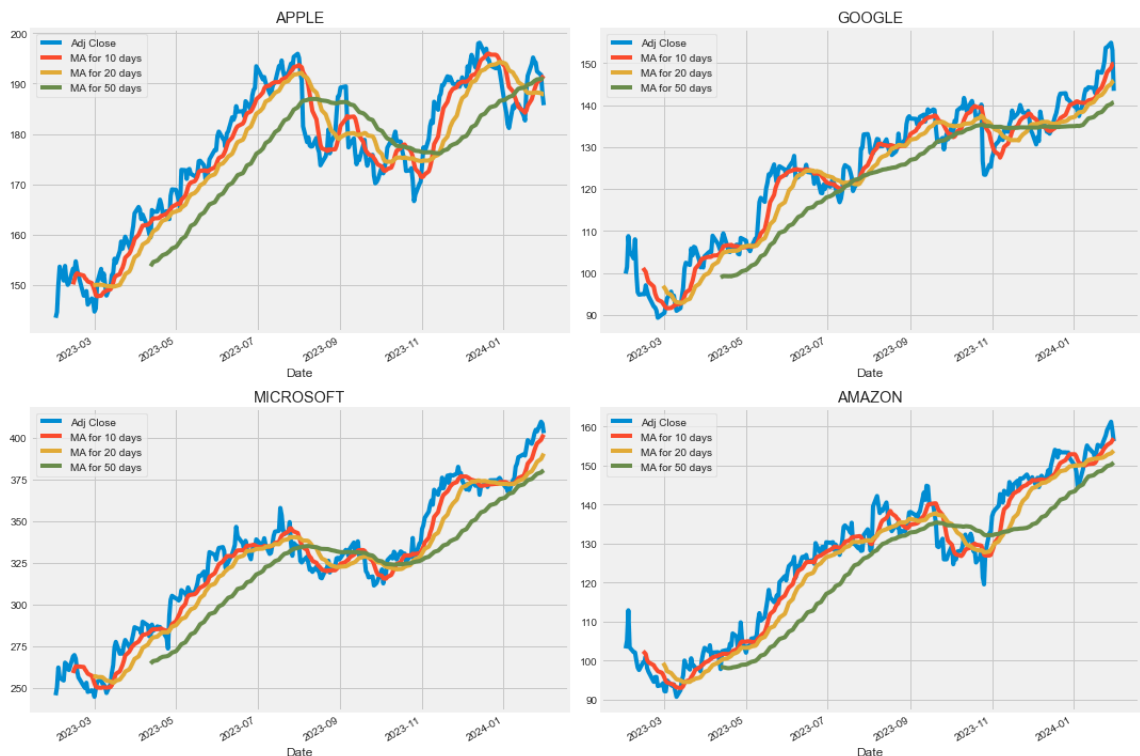 APPLE
Adj Close
MA for 10 days
MA for 20 days
MA for 50 days
200
190
180
170
160
150
2023-03
2023-05
2023-07
2023-09
2023-11
2024-01
Date
GOOGLE
Adj Close
MA for 10 days
MA for 20 days
MA for 50 days
150
140
130
120
110
100
90
2023-03
2023-05
2023-07
2023-09
2023-11
2024-01
Date
MICROSOFT
Adj Close
MA for 10 days
MA for 20 days
MA for 50 days
400
375
350
325
300
275
250
2023-03
2023-05
2023-07
2023-09
2023-11
2024-01
Date
AMAZON
Adj Close
MA for 10 days
MA for 20 days
MA for 50 days
160
150
140
130
120
110
100
90
2023-03
2023-05
2023-07
2023-09
2023-11
2024-01
Date